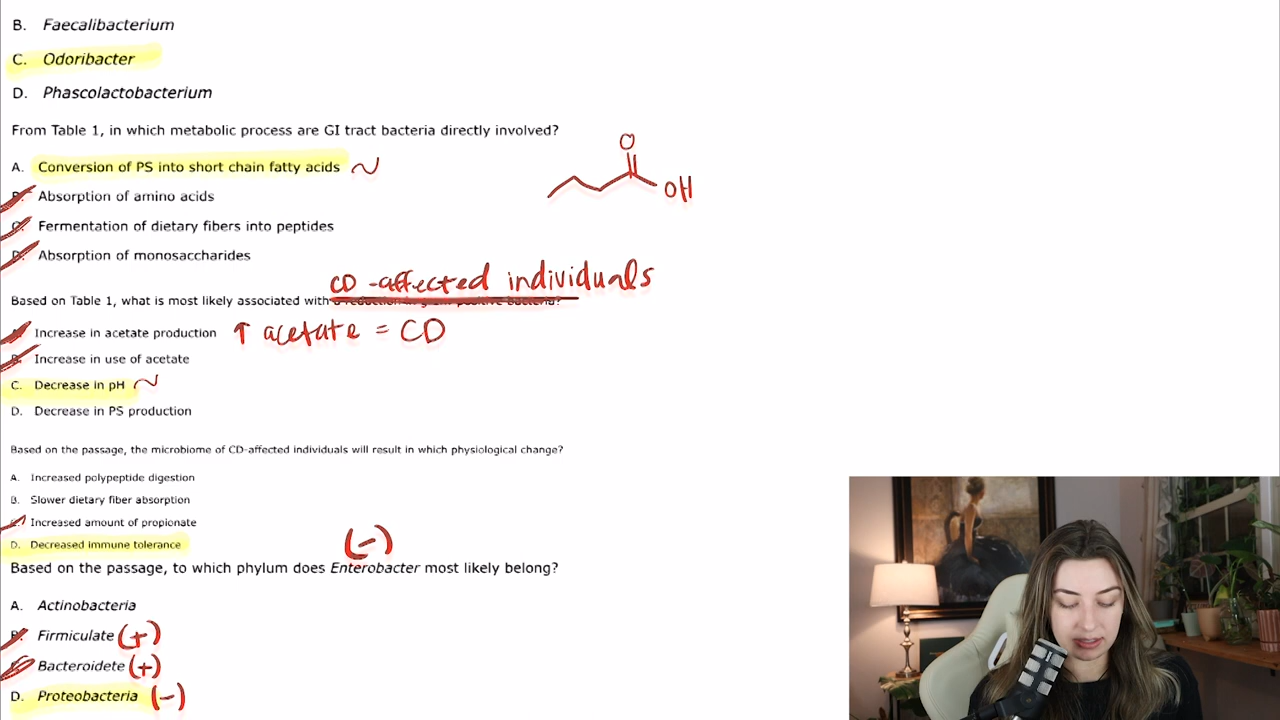 B. Faecalibacterium
C. Odoribacter
D. Phascolactobacterium
From Table 1, in which metabolic process are GI tract bacteria directly involved?
A. Conversion of PS into short chain fatty acids ~
B. Absorption of amino acids
C. Fermentation of dietary fibers into peptides
D. Absorption of monosaccharides
O
OH
CD-affected individuals
Based on Table 1, what is most likely associated with a reduction in gram positive bacteria?
A. Increase in acetate production ↑ acetate = CD
B. Increase in use of acetate
C. Decrease in pH ~
D. Decrease in PS production
Based on the passage, the microbiome of CD-affected individuals will result in which physiological change?
A. Increased polypeptide digestion
B. Slower dietary fiber absorption
C. Increased amount of propionate
D. Decreased immune tolerance
(-)
Based on the passage, to which phylum does Enterobacter most likely belong?
A. Actinobacteria
B. Firmiculate (+)
C. Bacteroidete (+)
D. Proteobacteria (-)